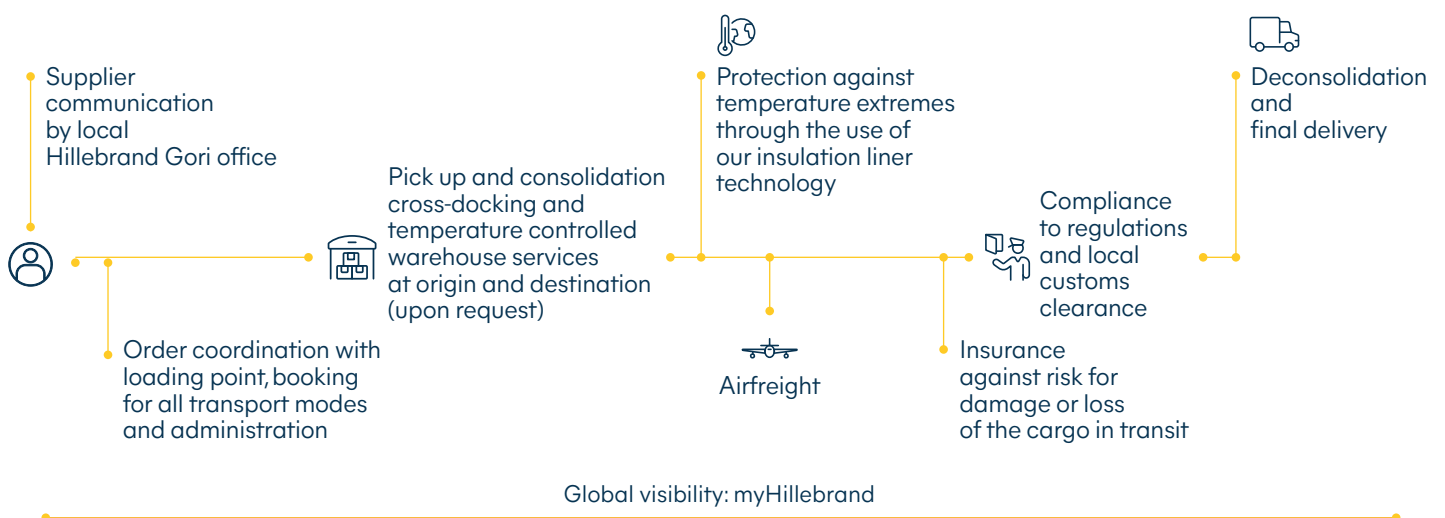 Supplier
communication
by local
Hillebrand Gori office
Order coordination with
loading point, booking
for all transport modes
and administration
Pick up and consolidation
cross-docking and
temperature controlled
warehouse services
at origin and destination
(upon request)
Protection against
temperature extremes
through the use of
our insulation liner
technology
Airfreight
Insurance
against risk for
damage or loss
of the cargo in transit
Compliance
to regulations
and local
customs
clearance
Deconsolidation
and
final delivery
Global visibility: myHillebrand